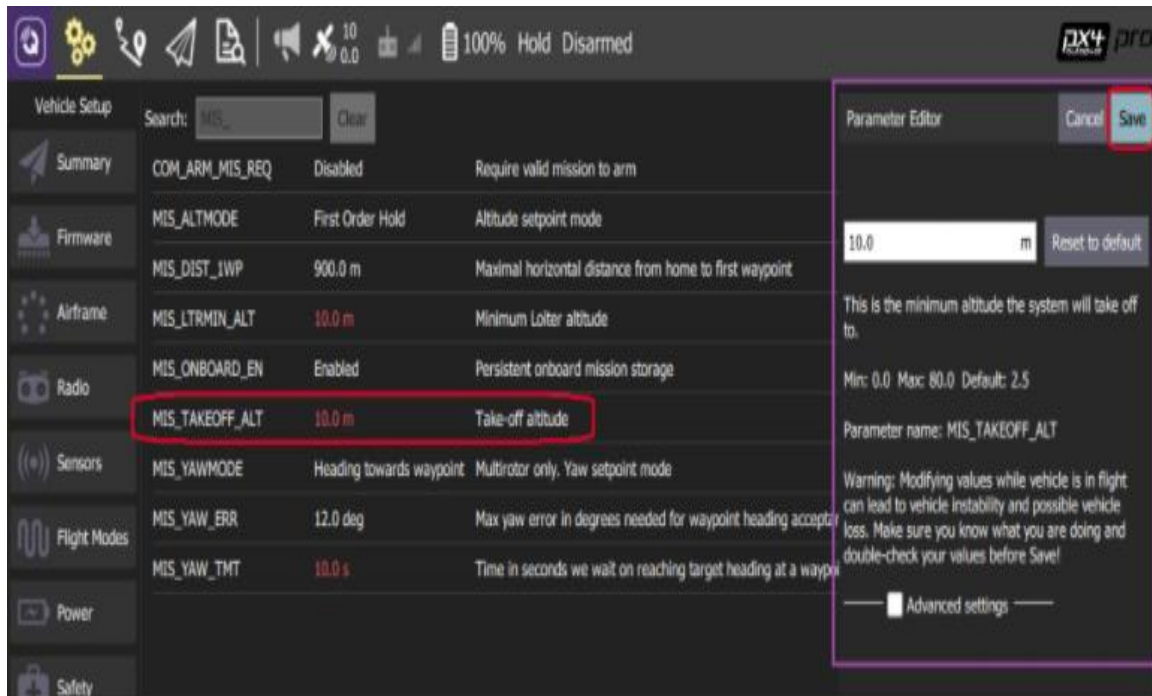 10
0.0
100% Hold Disarmed
px4 pro
Vehicle Setup
Summary
Firmware
Airframe
Radio
Sensors
Flight Modes
Power
Safety
Search: MIS_ Clear
COM_ARM_MIS_REQ Disabled Require valid mission to arm
MIS_ALTMODE First Order Hold Altitude setpoint mode
MIS_DIST_1WP 900.0 m Maximal horizontal distance from home to first waypoint
MIS_LTRMIN_ALT 10.0 m Minimum Loiter altitude
MIS_ONBOARD_EN Enabled Persistent onboard mission storage
MIS_TAKEOFF_ALT 10.0 m Take-off altitude
MIS_YAWMODE Heading towards waypoint Multirotor only. Yaw setpoint mode
MIS_YAW_ERR 12.0 deg Max yaw error in degrees needed for waypoint heading accepta
MIS_YAW_TMT 10.0 s Time in seconds we wait on reaching target heading at a waypoi
Parameter Editor Cancel Save
10.0 m Reset to default
This is the minimum altitude the system will take off
to.
Min: 0.0 Max: 80.0 Default: 2.5
Parameter name: MIS_TAKEOFF_ALT
Warning: Modifying values while vehicle is in flight
can lead to vehicle instability and possible vehicle
loss. Make sure you know what you are doing and
double-check your values before Save!
Advanced settings